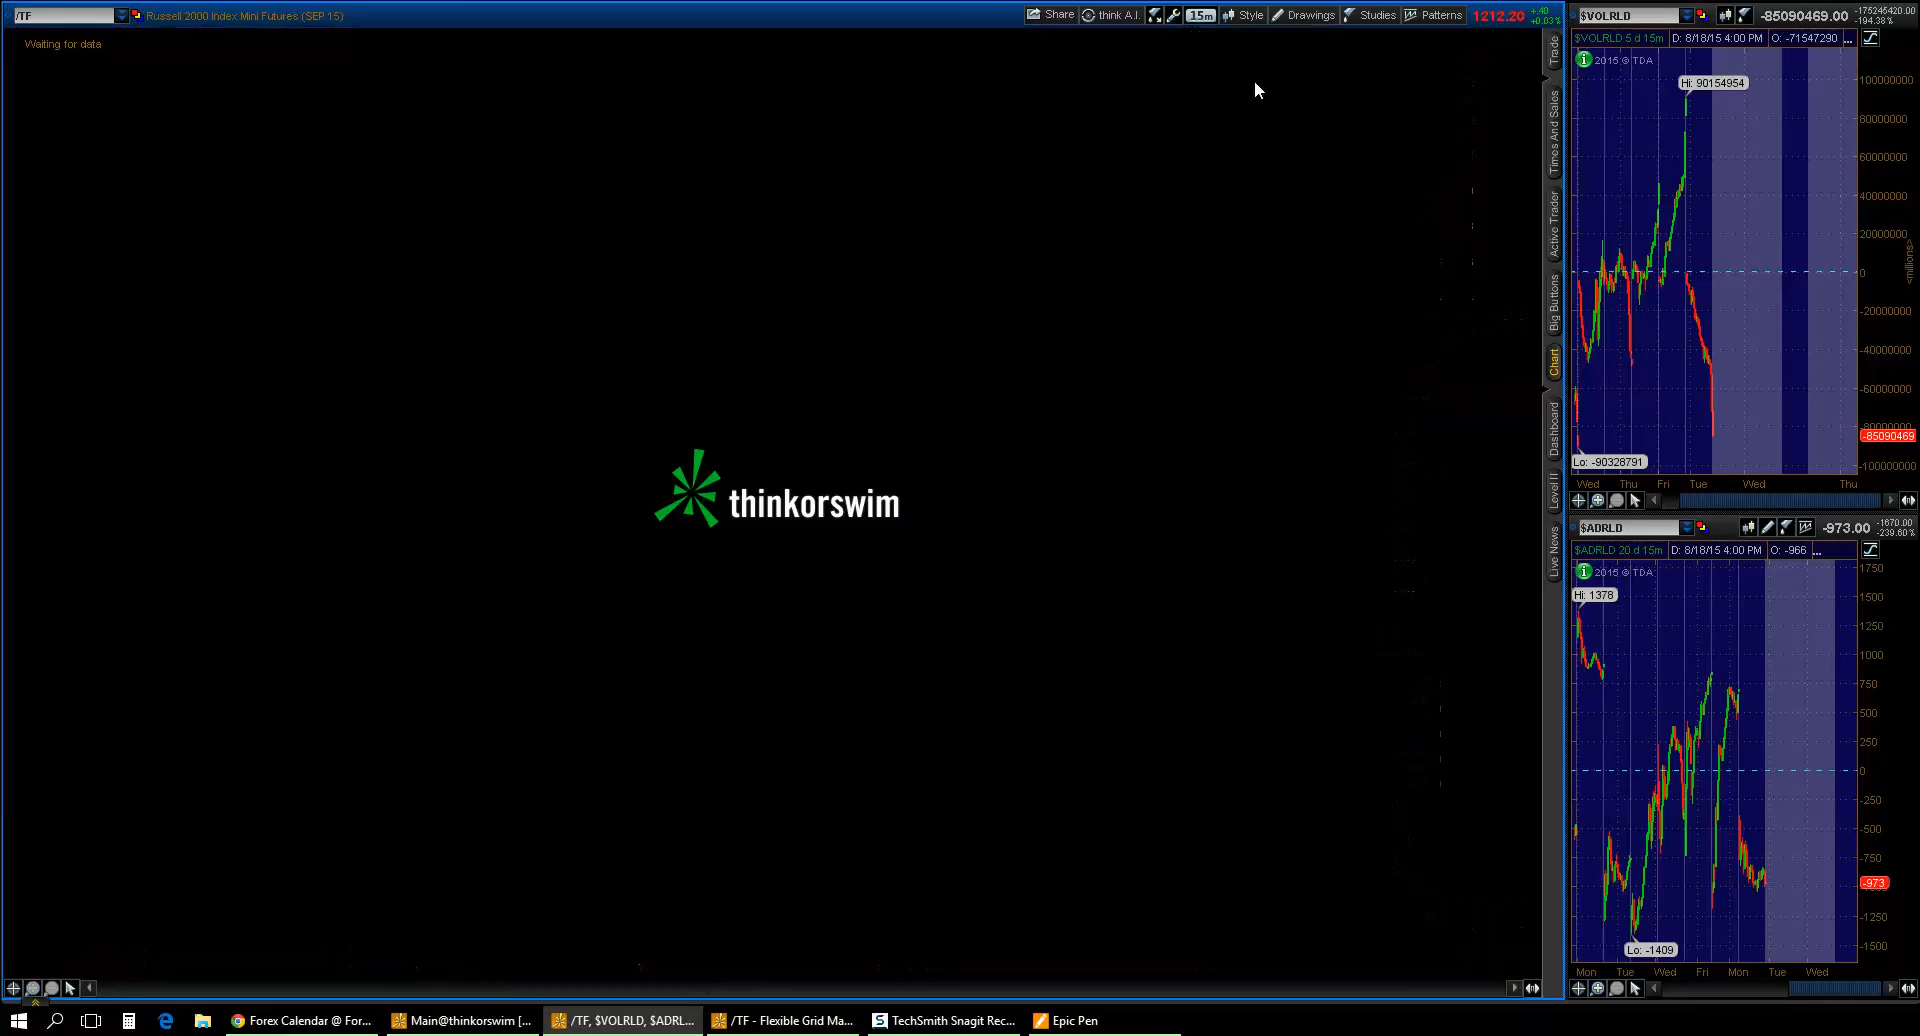 /TF Russell 2000 Index Mini Futures (SEP 15) Share think A.I. 15m Style Drawings Studies Patterns 1212.20 +.40 +0.03%
Waiting for data
thinkorswim
Trade
Times And Sales
Active Trader
Big Buttons
Chart
Dashboard
Level II
Live News
$VOLRLD -85090469.00 -175245420.00 -194.38%
$VOLRLD 5 d 15m D: 8/18/15 4:00 PM O: -71547290 ...
2015 © TDA
Hi: 90154954
100000000
80000000
60000000
40000000
20000000
0
<millions>
-20000000
-40000000
-60000000
-80000000
-85090469
Lo: -90328791
-100000000
Wed Thu Fri Tue Wed Thu
$ADRLD -973.00 -1670.00 -239.60%
$ADRLD 20 d 15m D: 8/18/15 4:00 PM O: -966 ...
2015 © TDA
1750
Hi: 1378
1500
1250
1000
750
500
250
0
-250
-500
-750
-973
-1250
Lo: -1409
-1500
Mon Tue Wed Fri Mon Tue Wed
Forex Calendar @ For... Main@thinkorswim [... /TF, $VOLRLD, $ADRL... /TF - Flexible Grid Ma... TechSmith Snagit Rec... Epic Pen